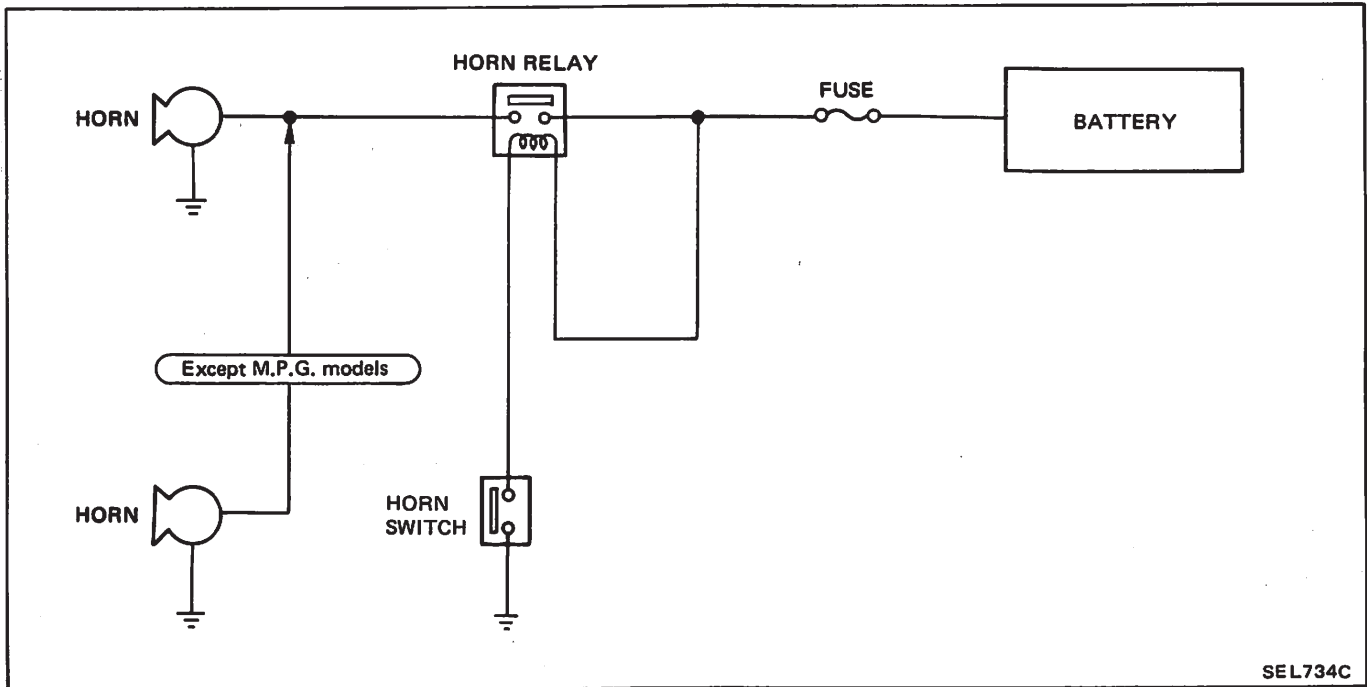 HORN RELAY
HORN
FUSE
BATTERY
Except M.P.G. models
HORN
HORN
SWITCH
SEL734C